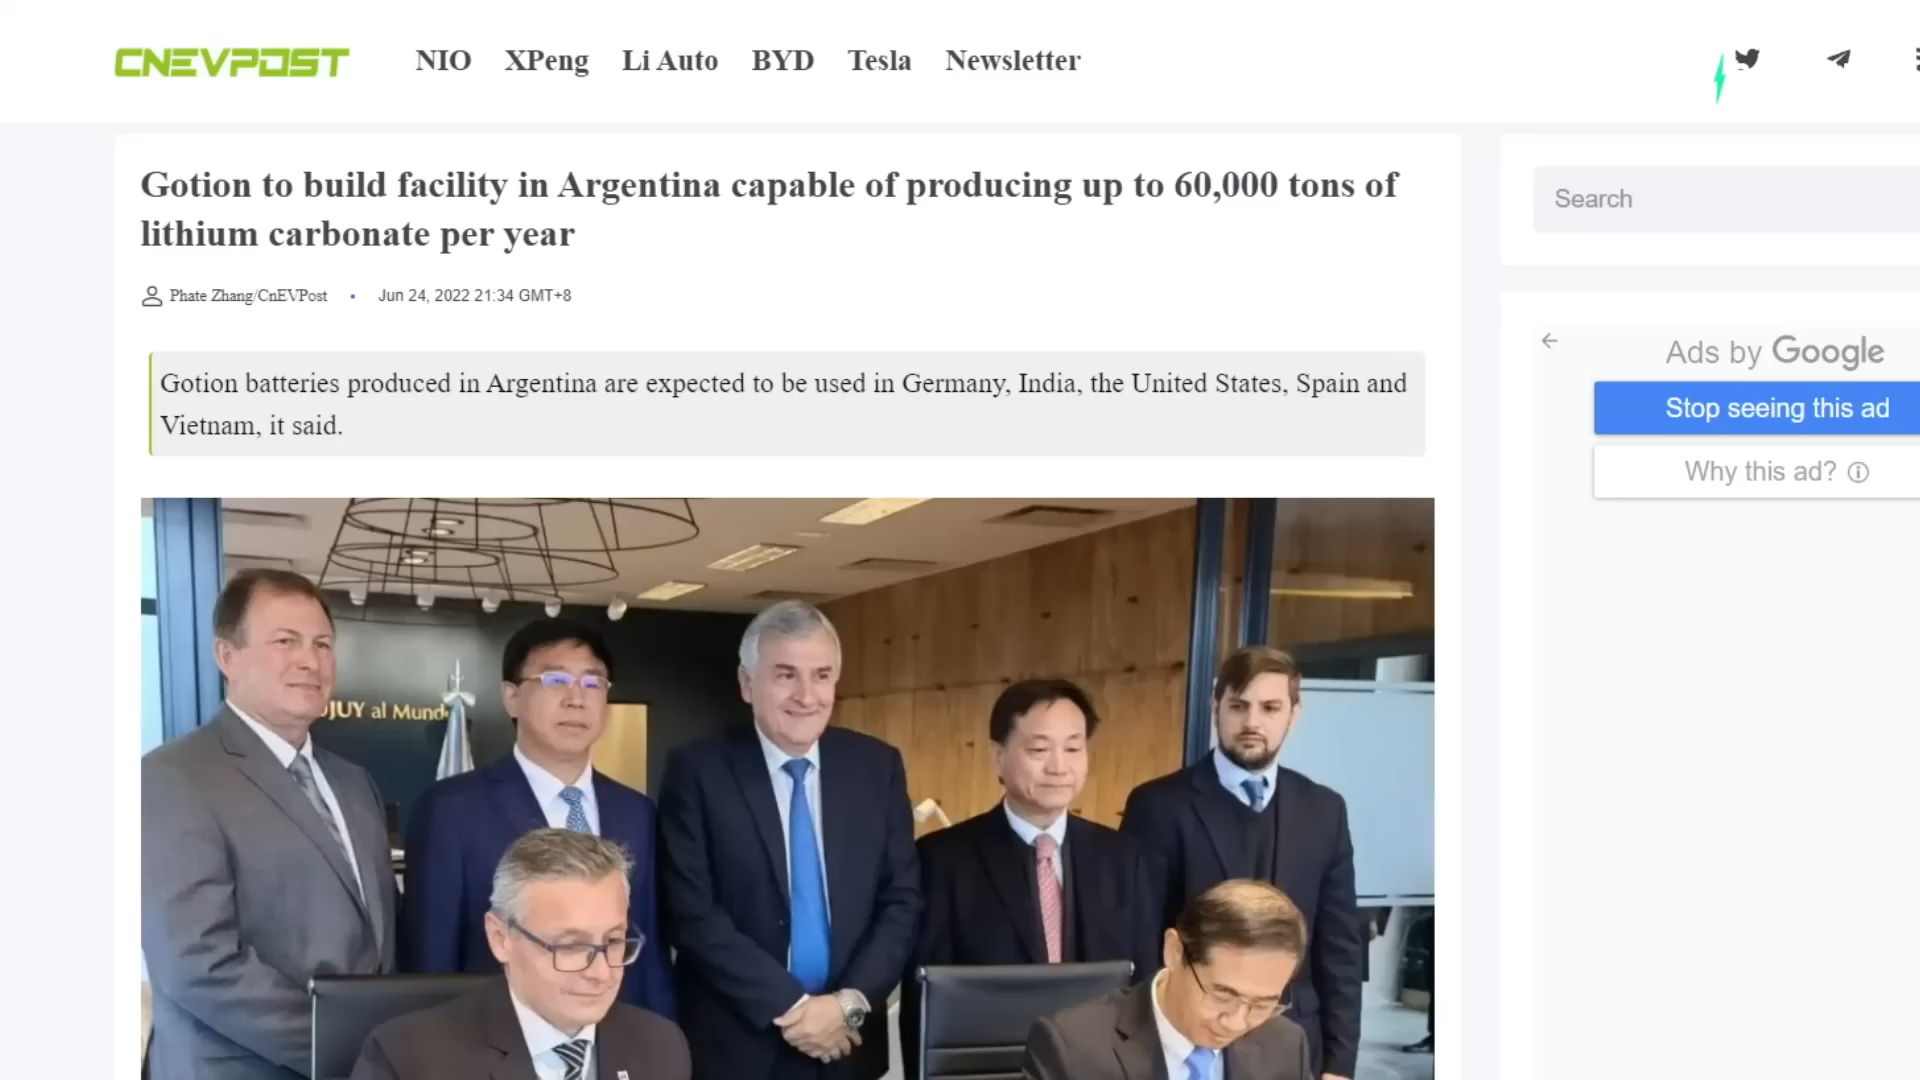 CNEVPOST
NIO XPeng Li Auto BYD Tesla Newsletter
Gotion to build facility in Argentina capable of producing up to 60,000 tons of
lithium carbonate per year
Phate Zhang/CnEVPost • Jun 24, 2022 21:34 GMT+8
Gotion batteries produced in Argentina are expected to be used in Germany, India, the United States, Spain and
Vietnam, it said.
JUY al Mund
Search
Ads by Google
Stop seeing this ad
Why this ad?